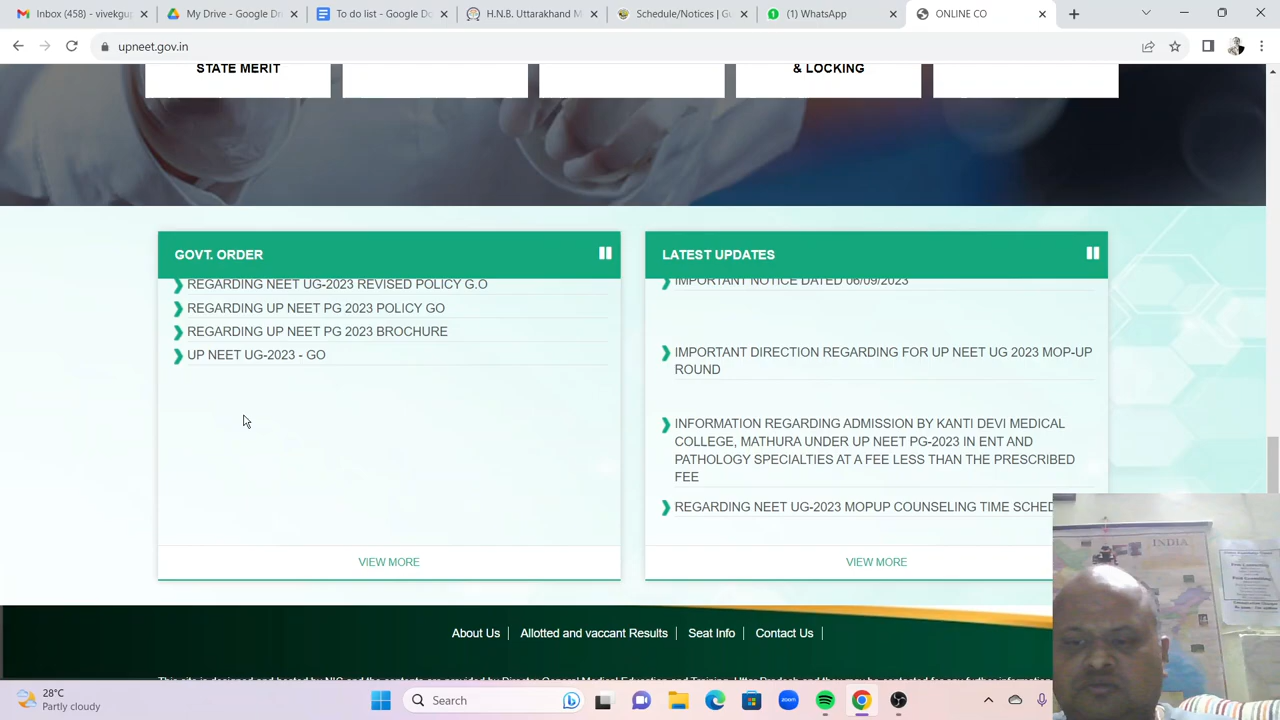 Inbox (458) - vivekgup
My Drive - Google Dri
To do list - Google Do
H.N.B. Uttarakhand M
Schedule/Notices | Gu
(1) WhatsApp
ONLINE CO
upneet.gov.in
STATE MERIT
& LOCKING
GOVT. ORDER
REGARDING NEET UG-2023 REVISED POLICY G.O
REGARDING UP NEET PG 2023 POLICY GO
REGARDING UP NEET PG 2023 BROCHURE
UP NEET UG-2023 - GO
VIEW MORE
LATEST UPDATES
IMPORTANT NOTICE DATED 06/09/2023
IMPORTANT DIRECTION REGARDING FOR UP NEET UG 2023 MOP-UP
ROUND
INFORMATION REGARDING ADMISSION BY KANTI DEVI MEDICAL
COLLEGE, MATHURA UNDER UP NEET PG-2023 IN ENT AND
PATHOLOGY SPECIALTIES AT A FEE LESS THAN THE PRESCRIBED
FEE
REGARDING NEET UG-2023 MOPUP COUNSELING TIME SCHED
VIEW MORE
INDIA
About Us
Allotted and vaccant Results
Seat Info
Contact Us
28°C
Partly cloudy
Search